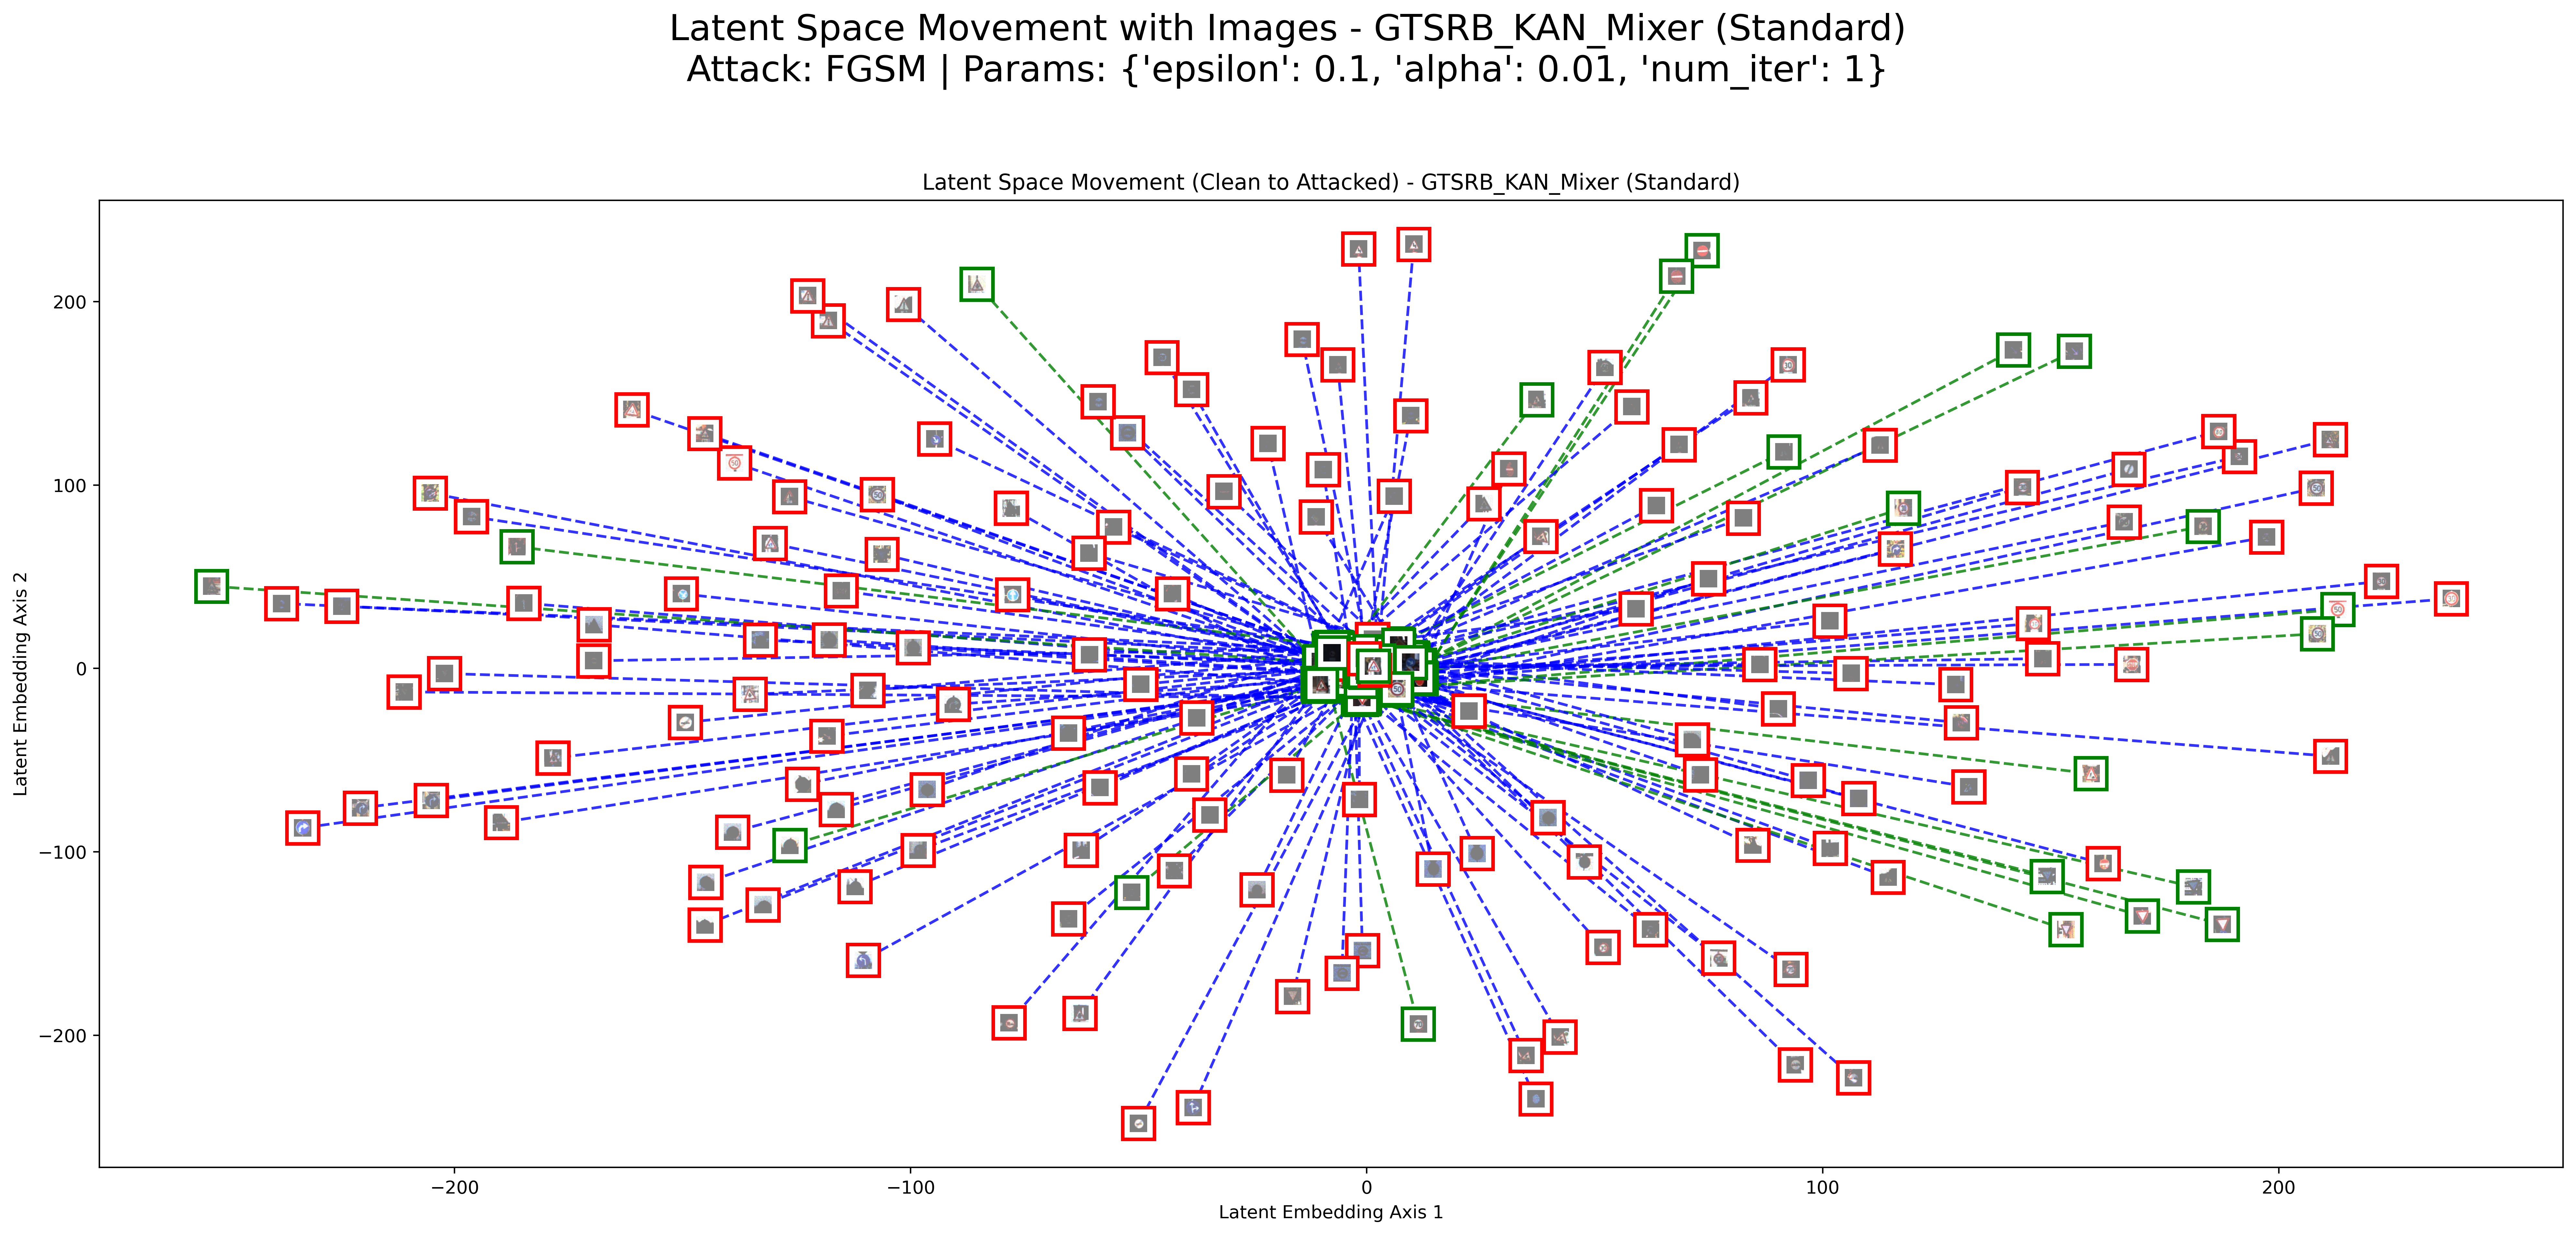 Latent Space Movement with Images - GTSRB_KAN_Mixer (Standard)
Attack: FGSM | Params: {'epsilon': 0.1, 'alpha': 0.01, 'num_iter': 1}
Latent Space Movement (Clean to Attacked) - GTSRB_KAN_Mixer (Standard)
200
100
0
−100
−200
Latent Embedding Axis 2
−200
−100
0
100
200
Latent Embedding Axis 1